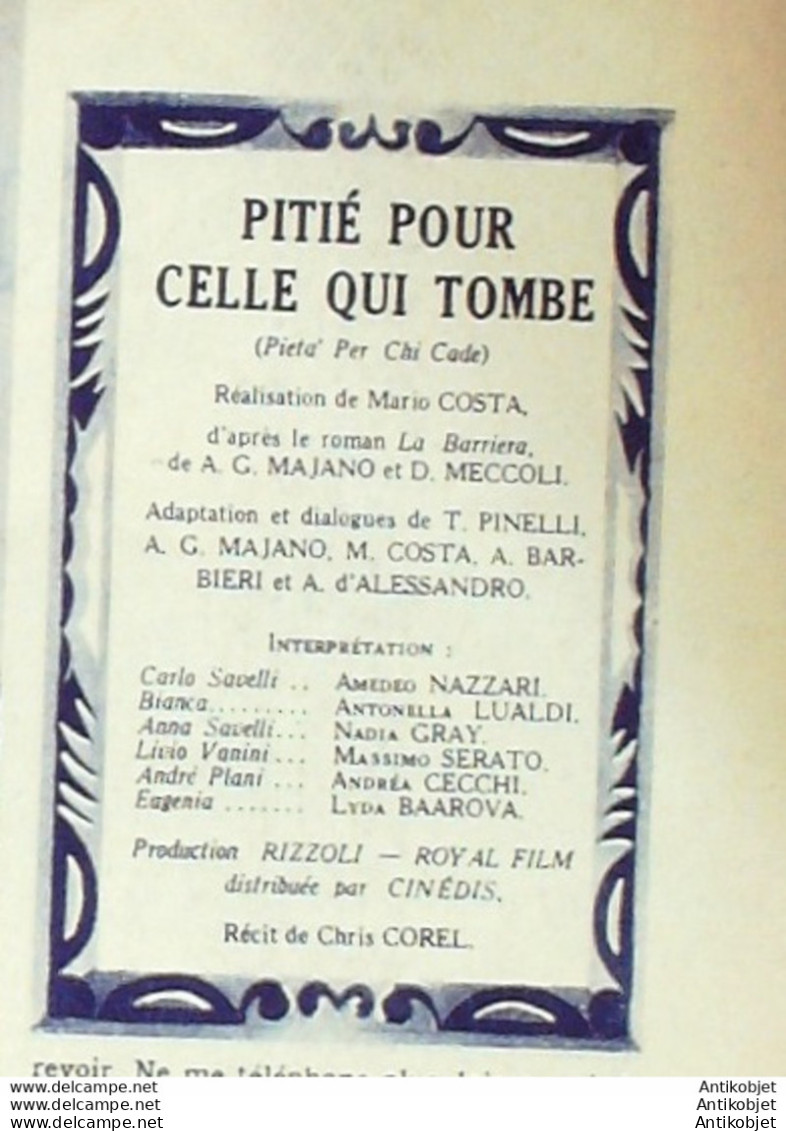 PITIÉ POUR
CELLE QUI TOMBE
(Pieta' Per Chi Cade)
Réalisation de Mario COSTA,
d'après le roman La Barriera,
de A. G. MAJANO et D. MECCOLI.
Adaptation et dialogues de T. PINELLI,
A. G. MAJANO, M. COSTA, A. BAR-
BIERI et A. d'ALESSANDRO.
INTERPRÉTATION :
Carlo Savelli .. AMEDEO NAZZARI.
Bianca......... ANTONELLA LUALDI.
Anna Savelli... NADIA GRAY.
Livio Vanini... MASSIMO SERATO.
André Plani ... ANDRÉA CECCHI.
Eugenia ....... LYDA BAAROVA.
Production RIZZOLI — ROYAL FILM
distribuée par CINÉDIS.
Récit de Chris COREL.
revoir. Ne me téléphone plus
www.delcampe.net Antikobjet
www.delcampe.net Antikobjet
www.delcampe.net Antikobjet